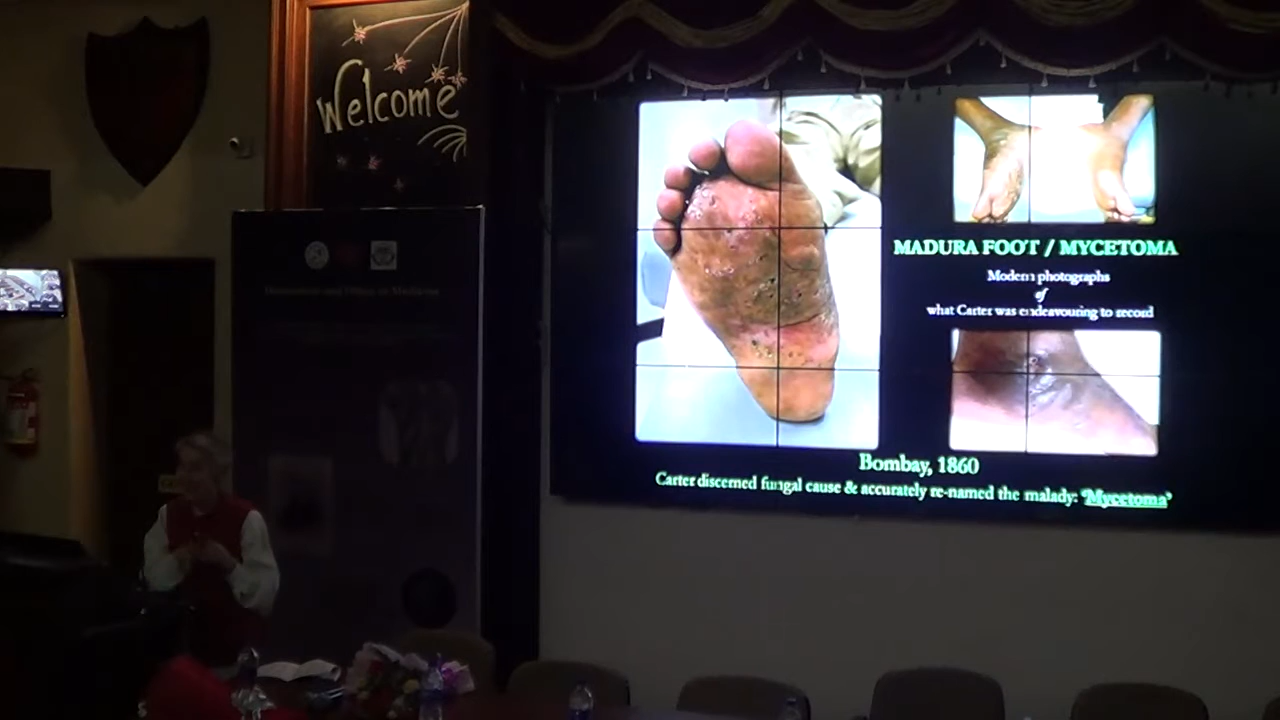 Welcome
MADURA FOOT / MYCETOMA
Modern photographs
of
what Carter was endeavouring to record
Bombay, 1860
Carter discerned fungal cause & accurately re-named the malady: 'Mycetoma'